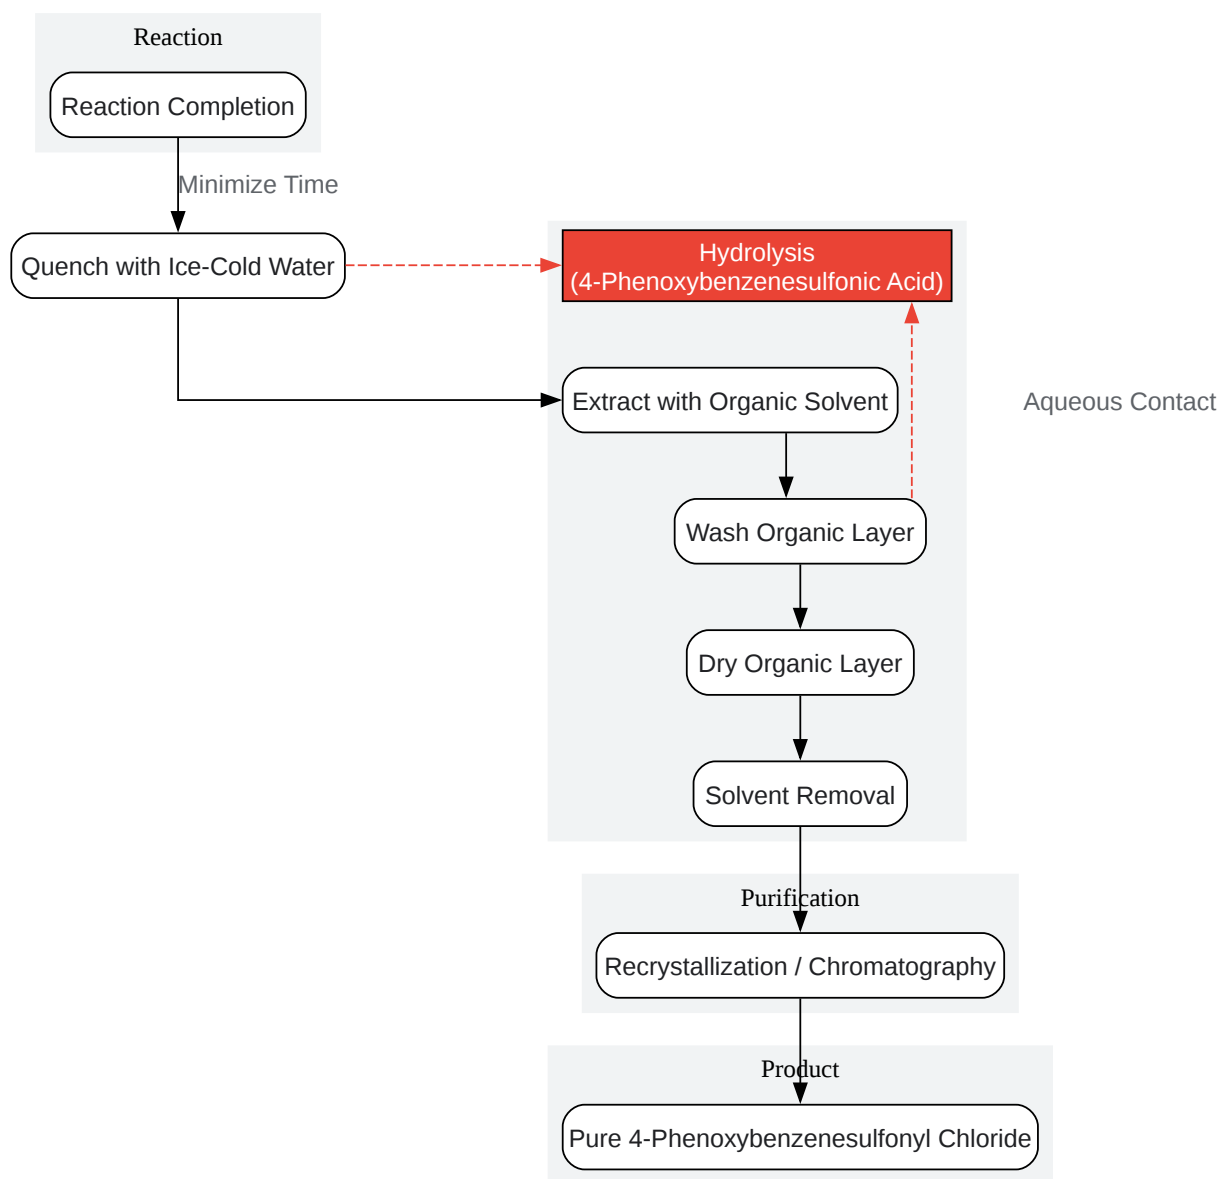 Reaction
Reaction Completion
Minimize Time
Quench with Ice-Cold Water
Hydrolysis
(4-Phenoxybenzenesulfonic Acid)
Extract with Organic Solvent
Aqueous Contact
Wash Organic Layer
Dry Organic Layer
Solvent Removal
Purification
Recrystallization / Chromatography
Product
Pure 4-Phenoxybenzenesulfonyl Chloride